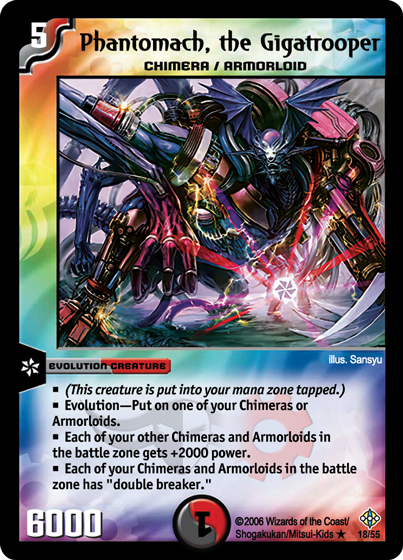 5 Phantomach, the Gigatrooper
CHIMERA / ARMORLOID
illus. Sansyu
EVOLUTION CREATURE
▪ (This creature is put into your mana zone tapped.)
▪ Evolution—Put on one of your Chimeras or
Armorloids.
▪ Each of your other Chimeras and Armorloids in
the battle zone gets +2000 power.
▪ Each of your Chimeras and Armorloids in the battle
zone has "double breaker."
6000
1
©2006 Wizards of the Coast/
Shogakukan/Mitsui-Kids ★ 18/55